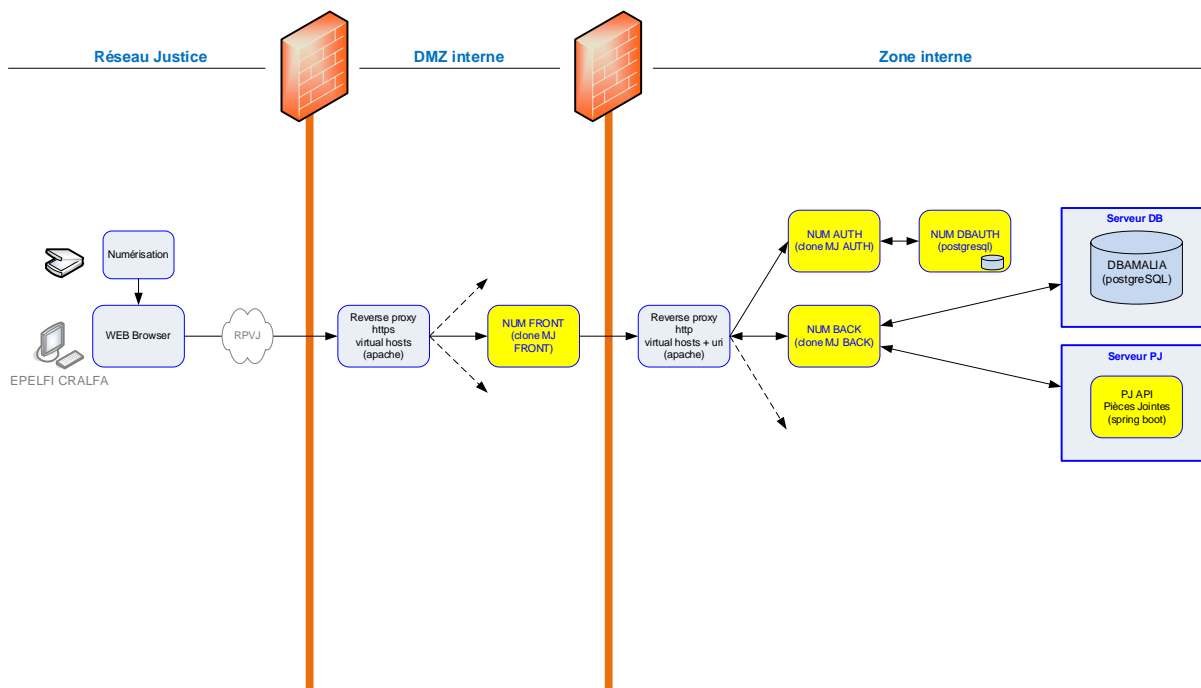 Réseau Justice
DMZ interne
Zone interne
Numérisation
WEB Browser
EPELFI CRALFA
RPVJ
Reverse proxy
https
virtual hosts
(apache)
NUM FRONT
(clone MJ
FRONT)
Reverse proxy
http
virtual hosts + uri
(apache)
NUM AUTH
(clone MJ AUTH)
NUM DBAUTH
(postgresql)
NUM BACK
(clone MJ BACK)
Serveur DB
DBAMALIA
(postgreSQL)
Serveur PJ
PJ API
Pièces Jointes
(spring boot)